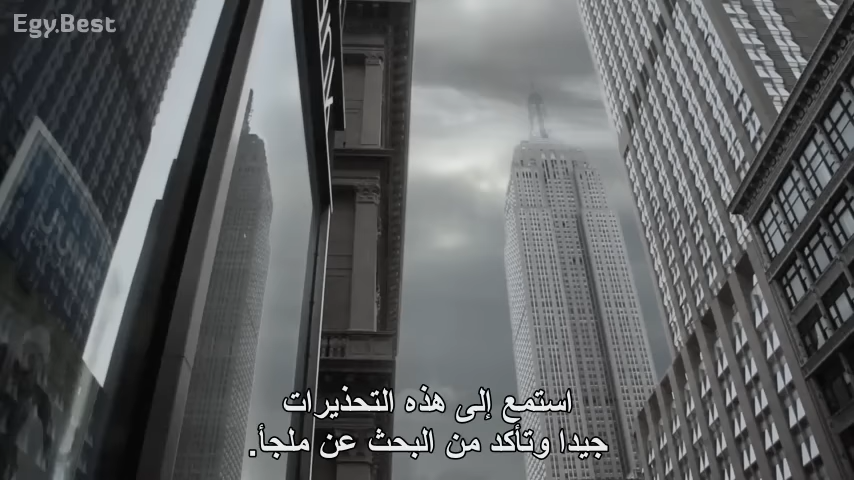 Egy.Best
استمع إلى هذه التحذيرات
جيدا وتأكد من البحث عن ملجأ.